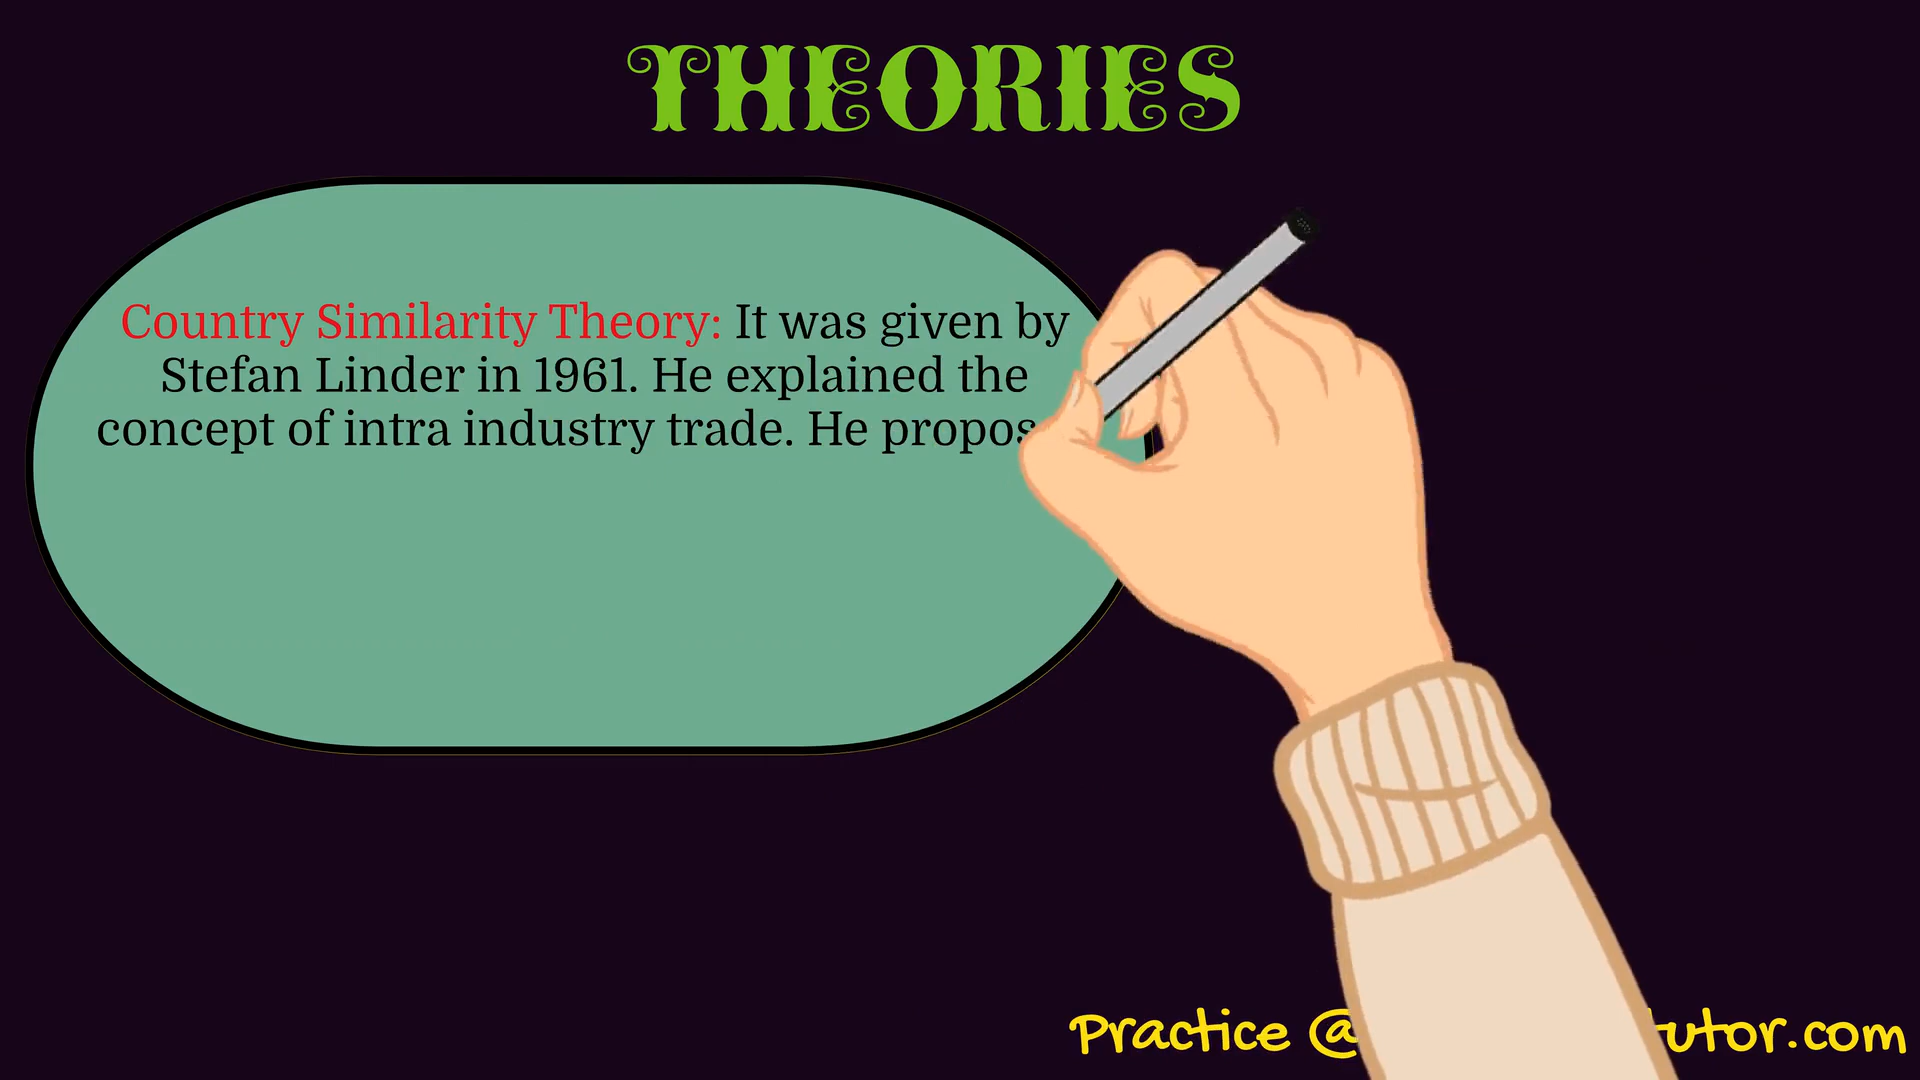 THEORIES
Country Similarity Theory: It was given by
Stefan Linder in 1961. He explained the
concept of intra industry trade. He propos
Practice @ tutor.com